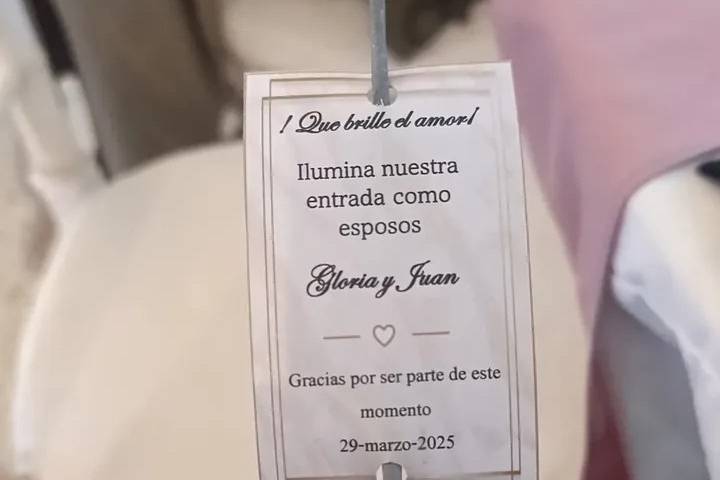 ! Que brille el amor!
Ilumina nuestra
entrada como
esposos
Gloria y Juan
Gracias por ser parte de este
momento
29-marzo-2025